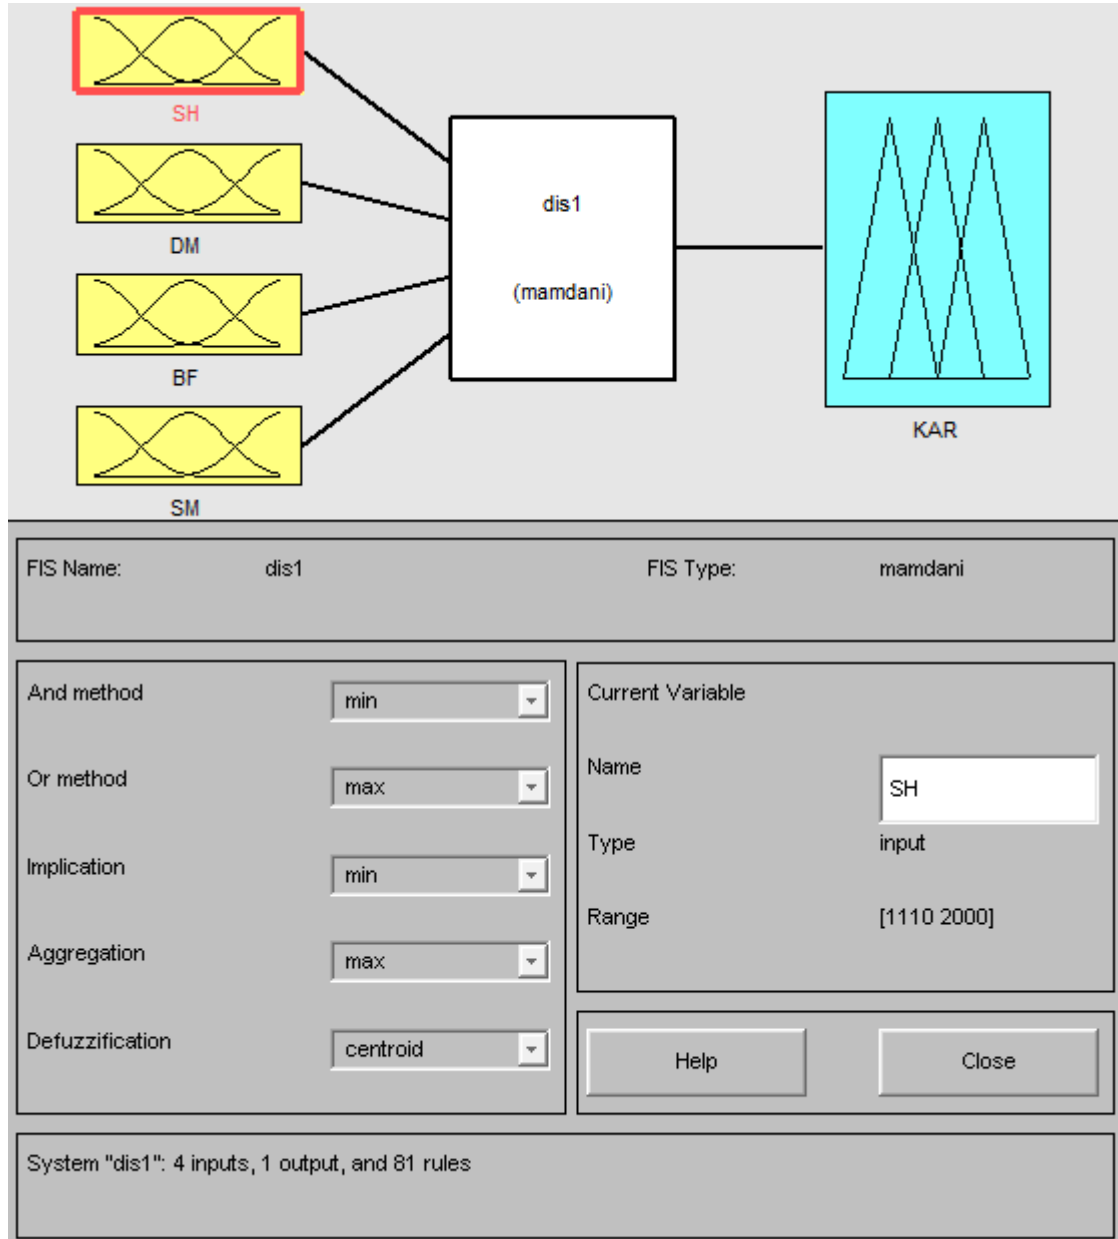 SH
DM
BF
SM
dis1
(mamdani)
KAR
FIS Name: dis1 FIS Type: mamdani
And method min
Or method max
Implication min
Aggregation max
Defuzzification centroid
Current Variable
Name SH
Type input
Range [1110 2000]
Help Close
System "dis1": 4 inputs, 1 output, and 81 rules